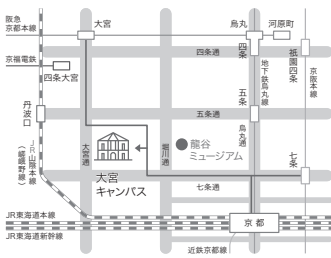 阪急
京都本線
大宮
烏丸
河原町
四条通
四条
祇園四条
京福電鉄
四条大宮
地下鉄烏丸線
京阪本線
丹波口
五条通
五条
烏丸通
大宮通
堀川通
龍谷
ミュージアム
JR山陰本線
(嵯峨野線)
大宮
キャンパス
七条
七条通
JR東海道本線
京都
JR東海道新幹線
近鉄京都線